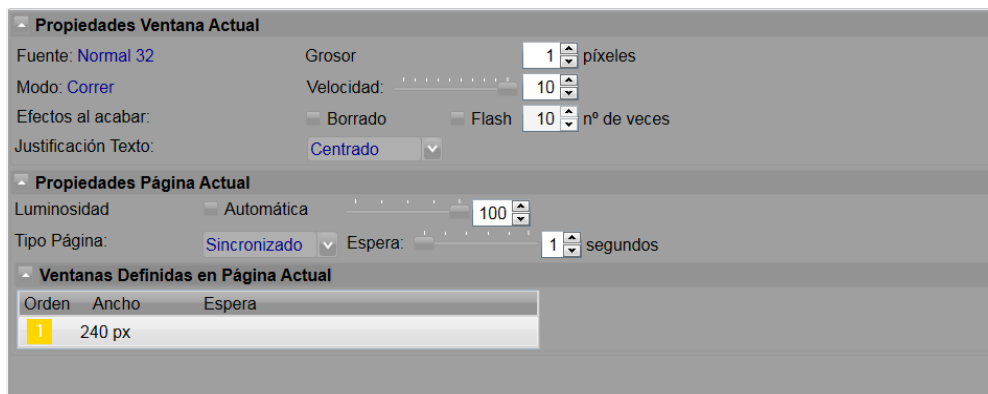 Propiedades Ventana Actual
Fuente: Normal 32 Grosor 1 píxeles
Modo: Correr Velocidad: 10
Efectos al acabar: Borrado Flash 10 nº de veces
Justificación Texto: Centrado
Propiedades Página Actual
Luminosidad Automática 100
Tipo Página: Sincronizado Espera: 1 segundos
Ventanas Definidas en Página Actual
Orden Ancho Espera
1 240 px